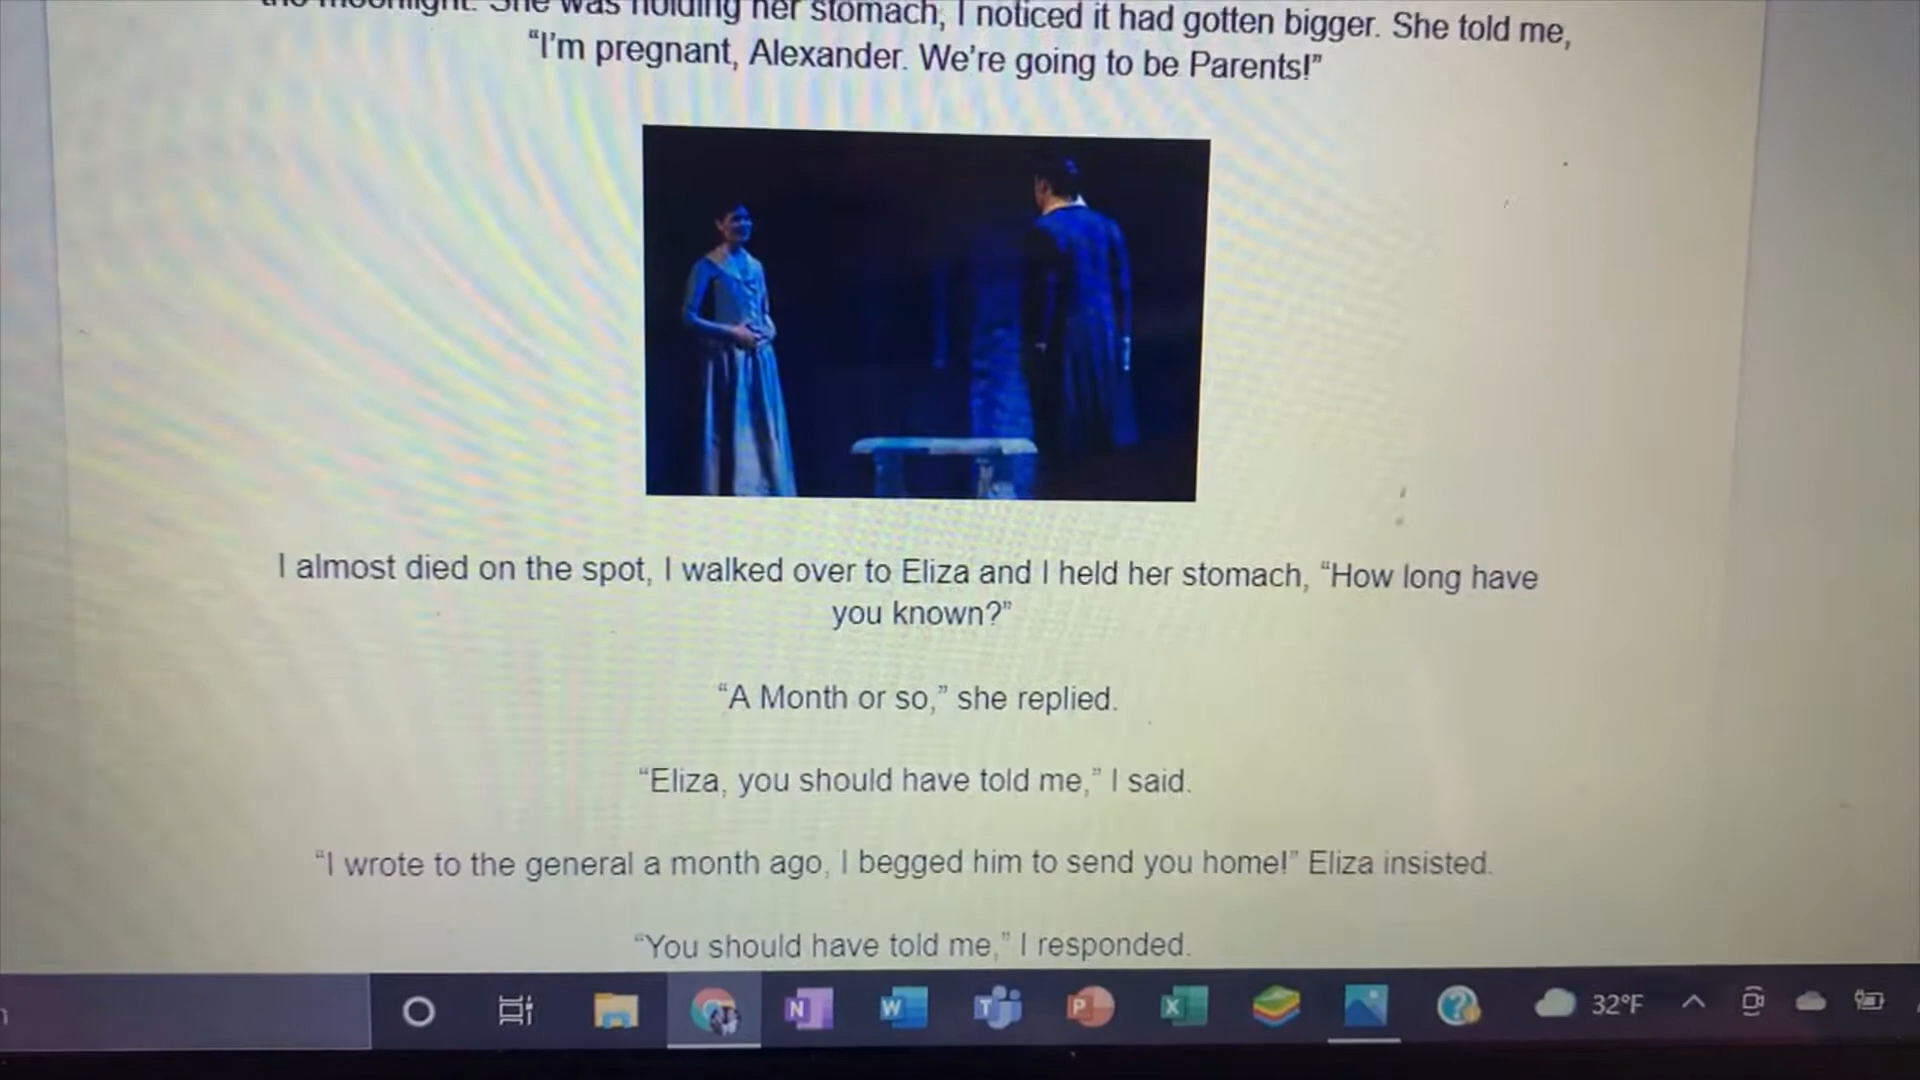 the moonlight. She was holding her stomach, I noticed it had gotten bigger. She told me,
“I'm pregnant, Alexander. We're going to be Parents!”
I almost died on the spot, I walked over to Eliza and I held her stomach, “How long have
you known?”
“A Month or so,” she replied.
“Eliza, you should have told me,” I said.
“I wrote to the general a month ago, I begged him to send you home!” Eliza insisted.
“You should have told me,” I responded.
N
W
T
P
X
?
32°F